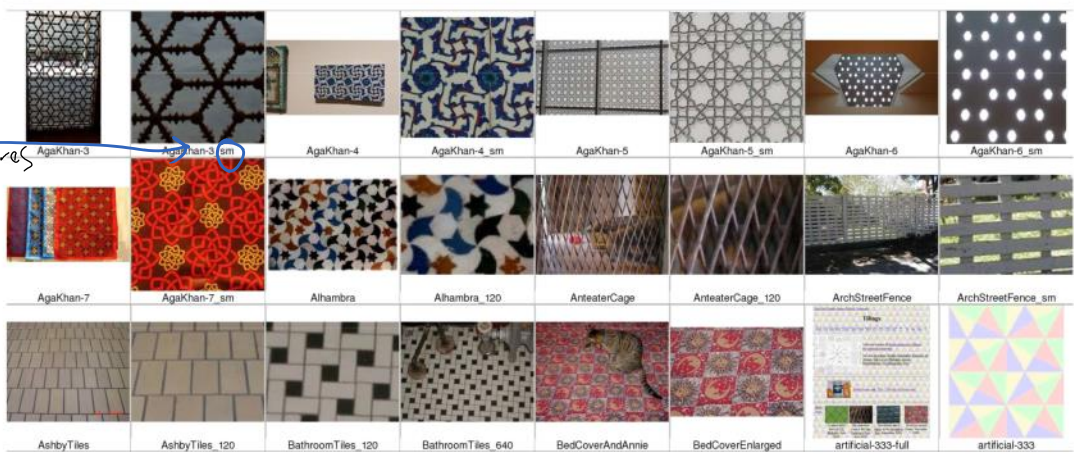 AgaKhan-3 AgaKhan-3_sm AgaKhan-4 AgaKhan-4_sm AgaKhan-5 AgaKhan-5_sm AgaKhan-6 AgaKhan-6_sm
AgaKhan-7 AgaKhan-7_sm Alhambra Alhambra_120 AnteaterCage AnteaterCage_120 ArchStreetFence ArchStreetFence_sm
Tilings
AshbyTiles AshbyTiles_120 BathroomTiles_120 BathroomTiles_640 BedCoverAndAnnie BedCoverEnlarged artificial-333-full artificial-333